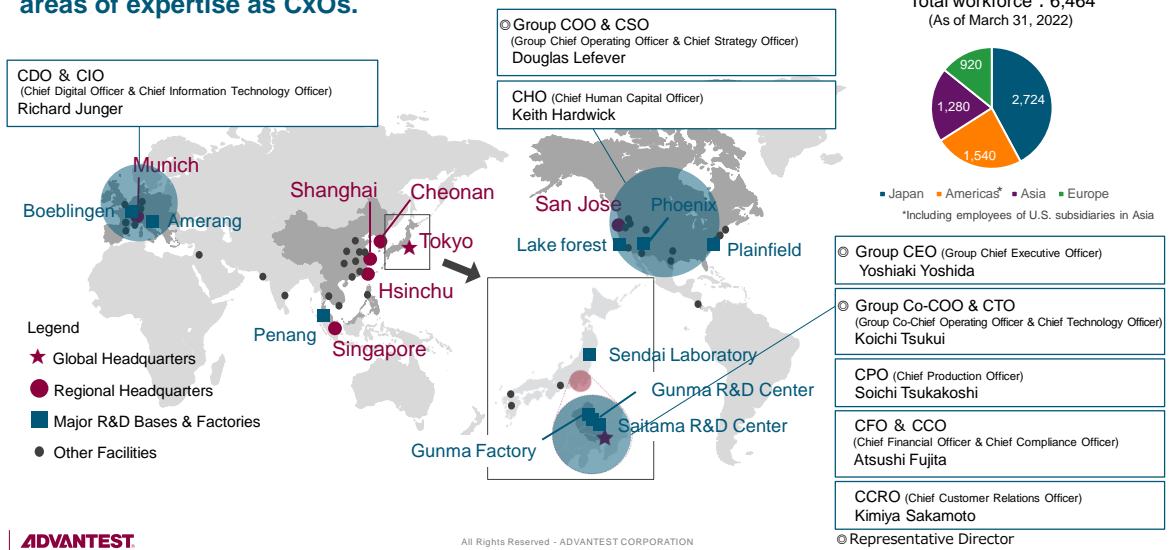 areas of expertise as CxOs.
Total workforce : 6,464
(As of March 31, 2022)
◎ Group COO & CSO
(Group Chief Operating Officer & Chief Strategy Officer)
Douglas Lefever
CHO (Chief Human Capital Officer)
Keith Hardwick
CDO & CIO
(Chief Digital Officer & Chief Information Technology Officer)
Richard Junger
920
2,724
1,280
1,540
Japan Americas* Asia Europe
*Including employees of U.S. subsidiaries in Asia
Munich
Boeblingen
Amerang
Shanghai
Cheonan
Tokyo
Hsinchu
Penang
Singapore
San Jose
Phoenix
Lake forest
Plainfield
Legend
Global Headquarters
Regional Headquarters
Major R&D Bases & Factories
Other Facilities
Sendai Laboratory
Gunma R&D Center
Saitama R&D Center
Gunma Factory
◎ Group CEO (Group Chief Executive Officer)
Yoshiaki Yoshida
◎ Group Co-COO & CTO
(Group Co-Chief Operating Officer & Chief Technology Officer)
Koichi Tsukui
CPO (Chief Production Officer)
Soichi Tsukakoshi
CFO & CCO
(Chief Financial Officer & Chief Compliance Officer)
Atsushi Fujita
CCRO (Chief Customer Relations Officer)
Kimiya Sakamoto
◎ Representative Director
ADVANTEST
All Rights Reserved - ADVANTEST CORPORATION